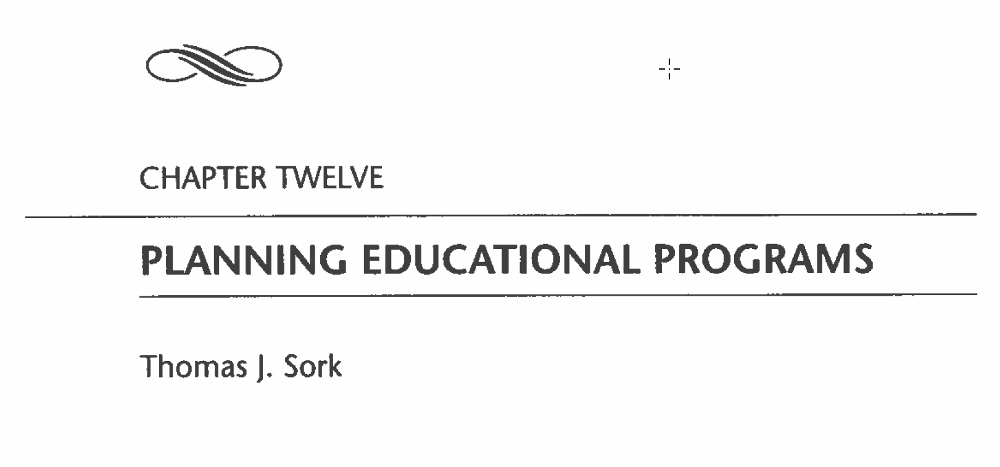 CHAPTER TWELVE
PLANNING EDUCATIONAL PROGRAMS
Thomas J. Sork